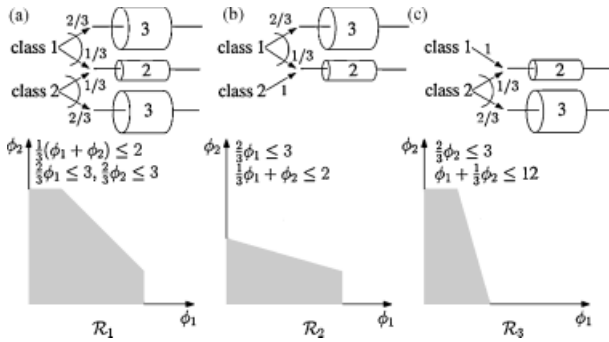 (a)
2/3
3
class 1
1/3
2
class 2
1/3
2/3
3
ϕ₂
1/3(ϕ₁ + ϕ₂) ≤ 2
2/3ϕ₁ ≤ 3, 2/3ϕ₂ ≤ 3
ϕ₁
R₁
(b)
2/3
3
class 1
1/3
2
class 2
1
ϕ₂
2/3ϕ₁ ≤ 3
1/3ϕ₁ + ϕ₂ ≤ 2
ϕ₁
R₂
(c)
class 1
1
2
class 2
1/3
2/3
3
ϕ₂
2/3ϕ₂ ≤ 3
ϕ₁ + 1/3ϕ₂ ≤ 12
ϕ₁
R₃